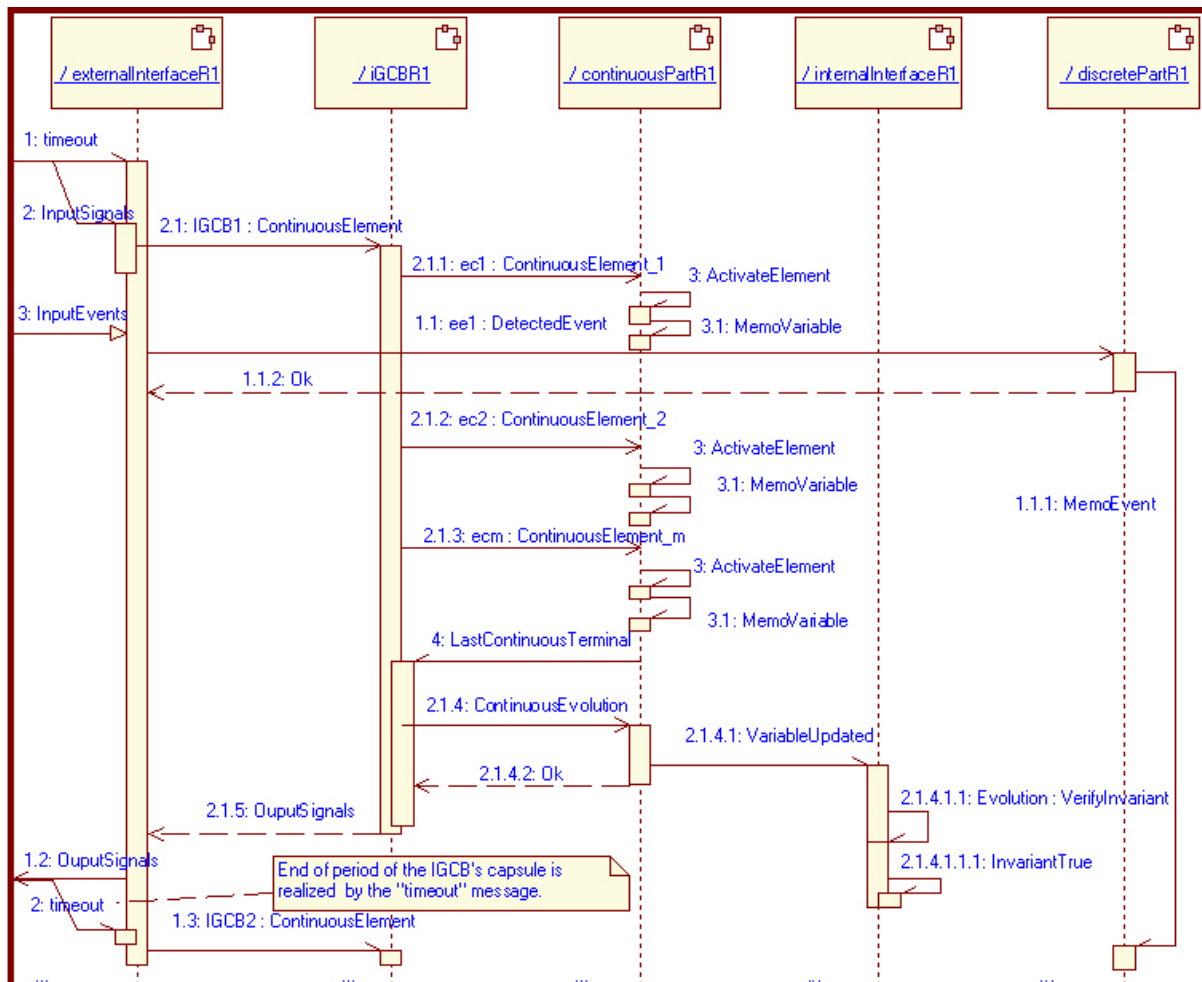 / externalInterfaceR1
/ iGCBR1
/ continuousPartR1
/ internalInterfaceR1
/ discretePartR1
1: timeout
2: InputSignals
2.1: IGCB1 : ContinuousElement
2.1.1: ec1 : ContinuousElement_1
3: ActivateElement
3: InputEvents
1.1: ee1 : DetectedEvent
3.1: MemoVariable
1.1.2: Ok
2.1.2: ec2 : ContinuousElement_2
3: ActivateElement
3.1: MemoVariable
1.1.1: MemoEvent
2.1.3: ecm : ContinuousElement_m
3: ActivateElement
3.1: MemoVariable
4: LastContinuousTerminal
2.1.4: ContinuousEvolution
2.1.4.1: VariableUpdated
2.1.4.2: Ok
2.1.4.1.1: Evolution : VerifyInvariant
2.1.5: OuputSignals
1.2: OuputSignals
2.1.4.1.1.1: InvariantTrue
End of period of the IGCB's capsule is
realized by the "timeout" message.
2: timeout
1.3: IGCB2 : ContinuousElement